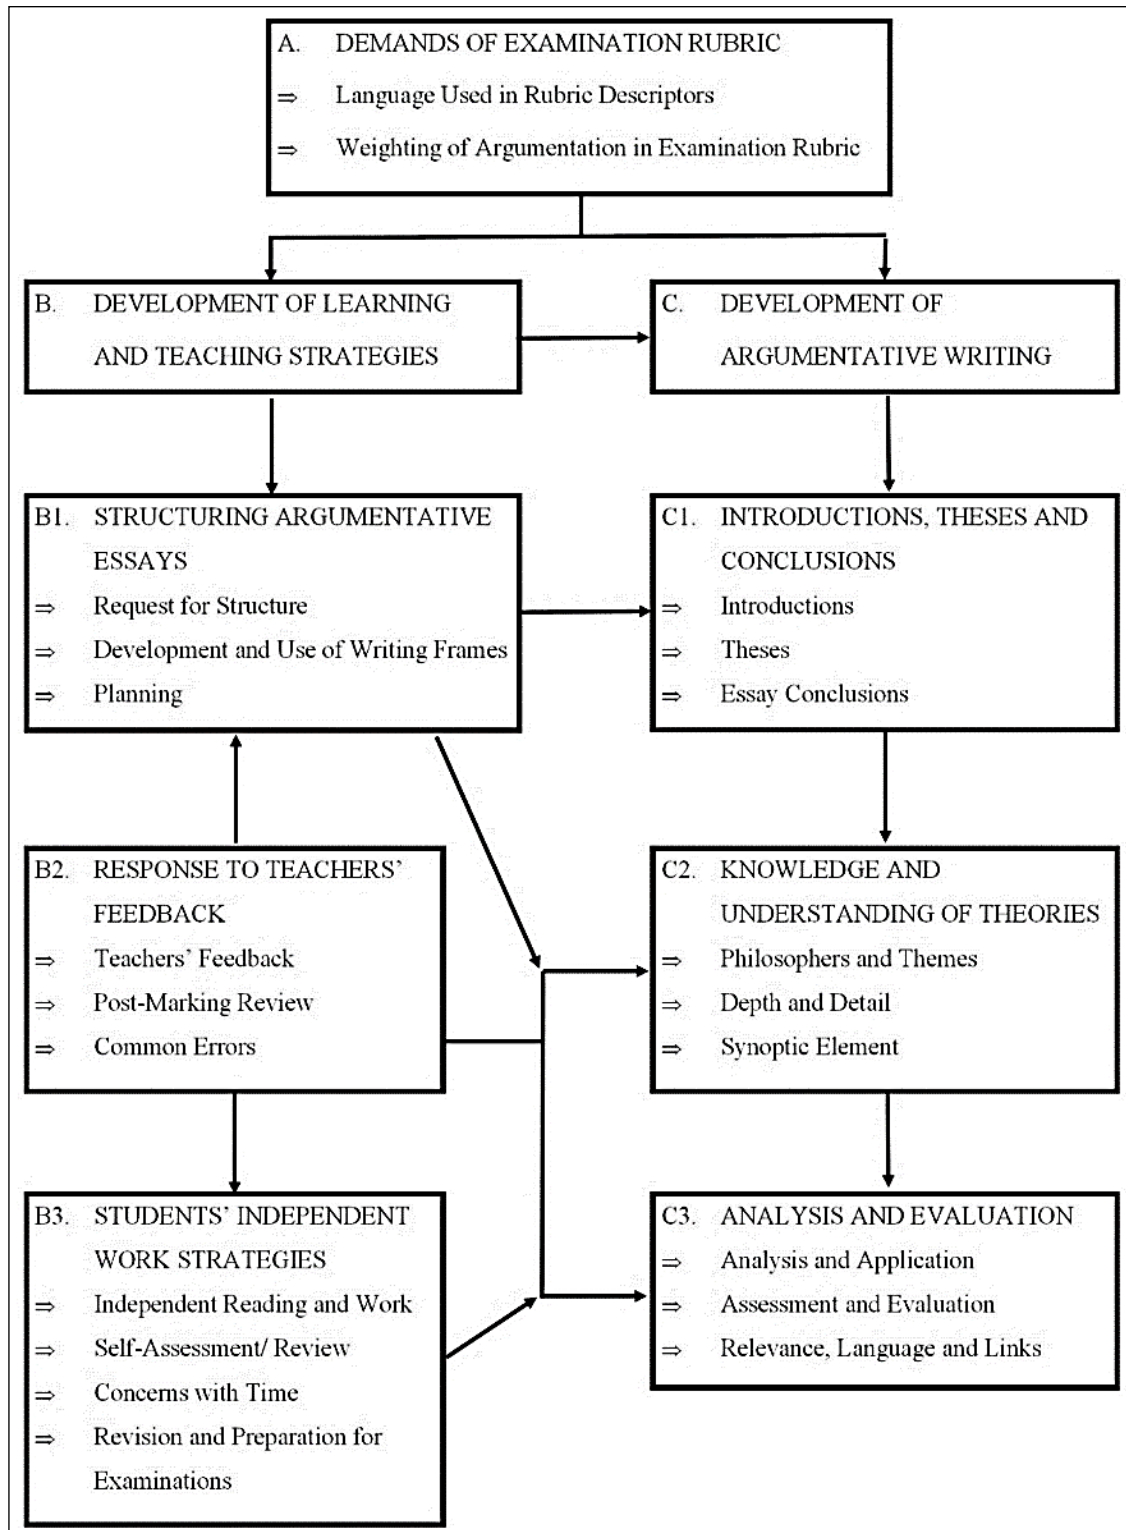 A. DEMANDS OF EXAMINATION RUBRIC
⇒ Language Used in Rubric Descriptors
⇒ Weighting of Argumentation in Examination Rubric
B. DEVELOPMENT OF LEARNING
AND TEACHING STRATEGIES
C. DEVELOPMENT OF
ARGUMENTATIVE WRITING
B1. STRUCTURING ARGUMENTATIVE
ESSAYS
⇒ Request for Structure
⇒ Development and Use of Writing Frames
⇒ Planning
C1. INTRODUCTIONS, THESES AND
CONCLUSIONS
⇒ Introductions
⇒ Theses
⇒ Essay Conclusions
B2. RESPONSE TO TEACHERS’
FEEDBACK
⇒ Teachers’ Feedback
⇒ Post-Marking Review
⇒ Common Errors
C2. KNOWLEDGE AND
UNDERSTANDING OF THEORIES
⇒ Philosophers and Themes
⇒ Depth and Detail
⇒ Synoptic Element
B3. STUDENTS’ INDEPENDENT
WORK STRATEGIES
⇒ Independent Reading and Work
⇒ Self-Assessment/ Review
⇒ Concerns with Time
⇒ Revision and Preparation for
Examinations
C3. ANALYSIS AND EVALUATION
⇒ Analysis and Application
⇒ Assessment and Evaluation
⇒ Relevance, Language and Links